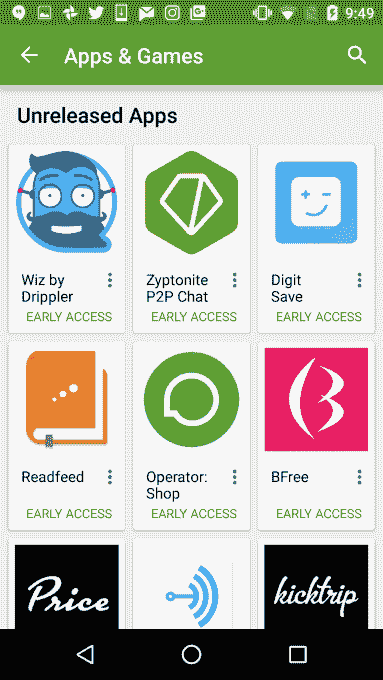 9:49
Apps & Games
Unreleased Apps
Wiz by
Drippler
EARLY ACCESS
Zyptonite
P2P Chat
EARLY ACCESS
Digit
Save
EARLY ACCESS
Readfeed
EARLY ACCESS
Operator:
Shop
EARLY ACCESS
BFree
EARLY ACCESS
Price
kicktrip